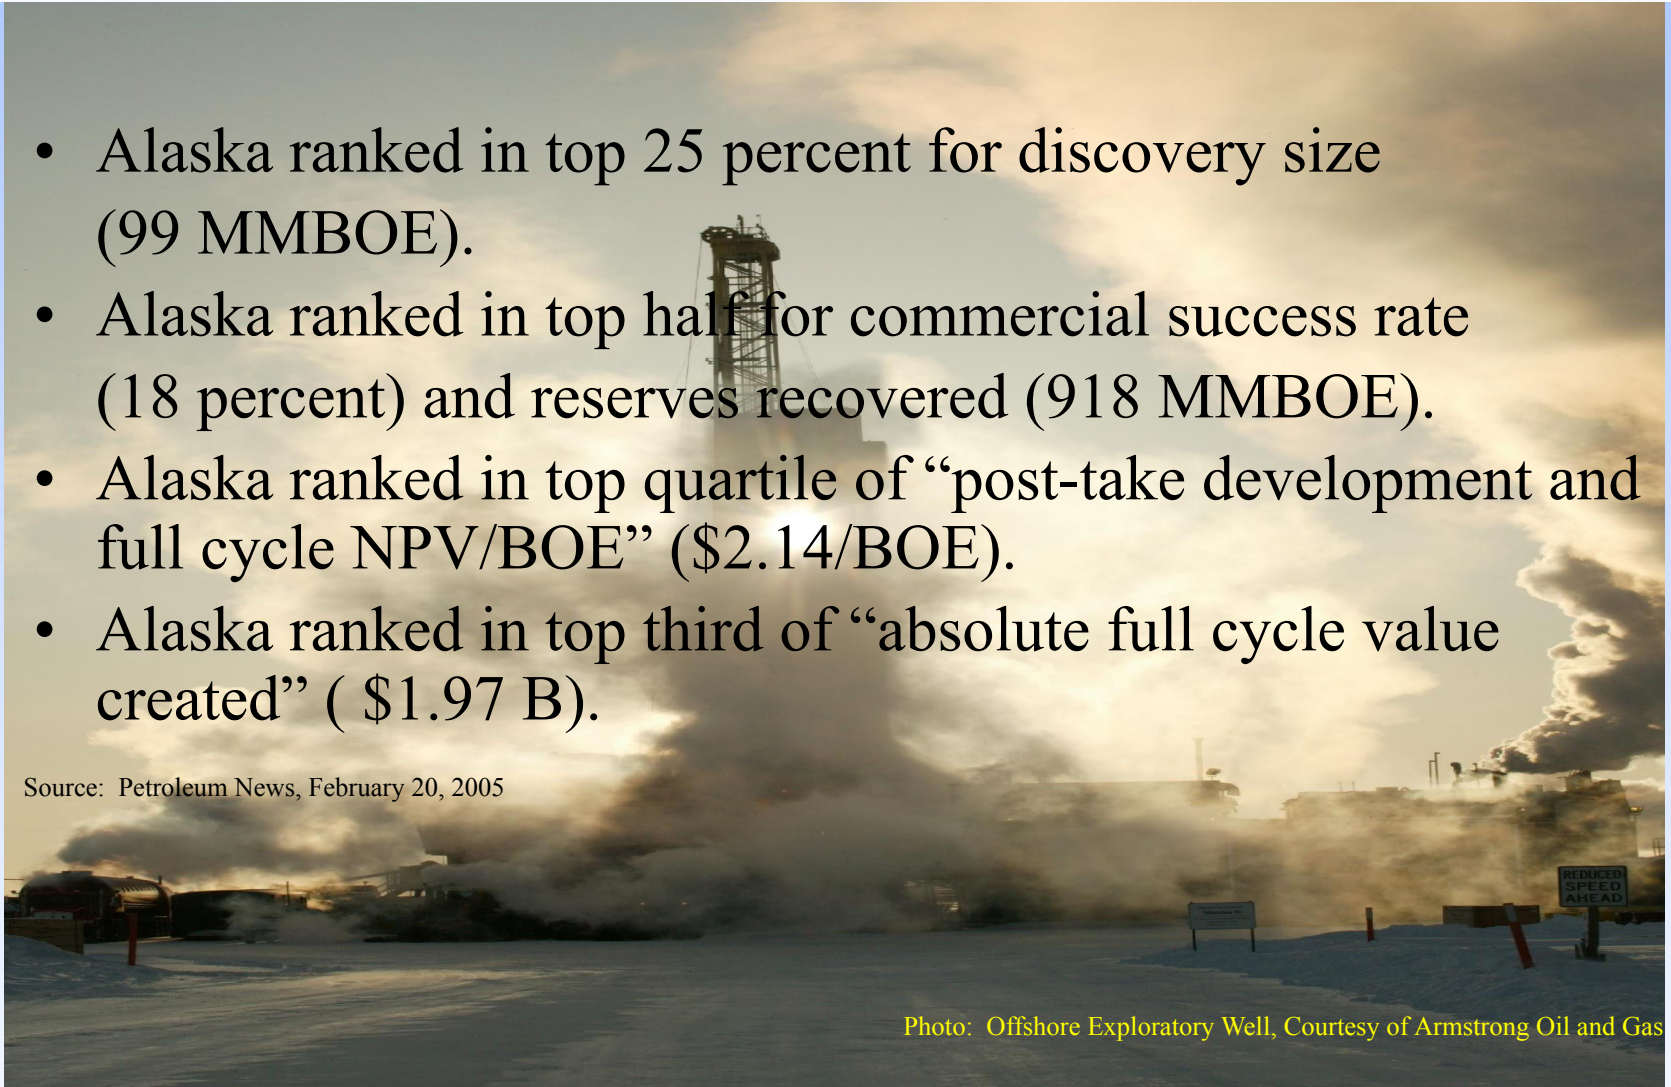 • Alaska ranked in top 25 percent for discovery size
(99 MMBOE).
• Alaska ranked in top half for commercial success rate
(18 percent) and reserves recovered (918 MMBOE).
• Alaska ranked in top quartile of “post-take development and
full cycle NPV/BOE” ($2.14/BOE).
• Alaska ranked in top third of “absolute full cycle value
created” ( $1.97 B).
Source: Petroleum News, February 20, 2005
REDUCED
SPEED
AHEAD
Photo: Offshore Exploratory Well, Courtesy of Armstrong Oil and Gas